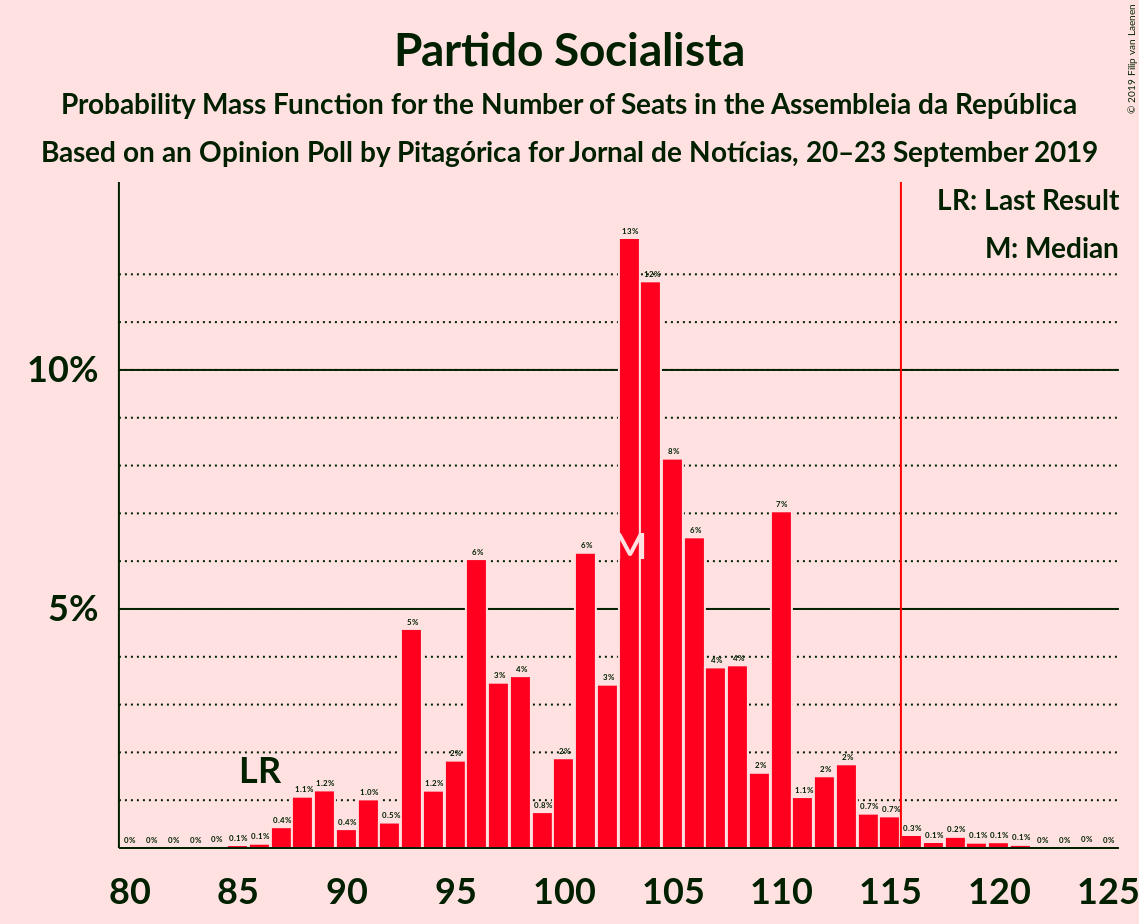 Partido Socialista
Probability Mass Function for the Number of Seats in the Assembleia da República
Based on an Opinion Poll by Pitagórica for Jornal de Notícias, 20–23 September 2019
© 2019 Filip van Laenen
LR: Last Result
M: Median
10%
5%
LR
M
0% 0% 0% 0% 0% 0.1% 0.1% 0.4% 1.1% 1.2% 0.4% 1.0% 0.5% 5% 1.2% 2% 6% 3% 4% 0.8% 2% 6% 3% 13% 12% 8% 6% 4% 4% 2% 7% 1.1% 2% 2% 0.7% 0.7% 0.3% 0.1% 0.2% 0.1% 0.1% 0.1% 0% 0% 0% 0%
80 85 90 95 100 105 110 115 120 125